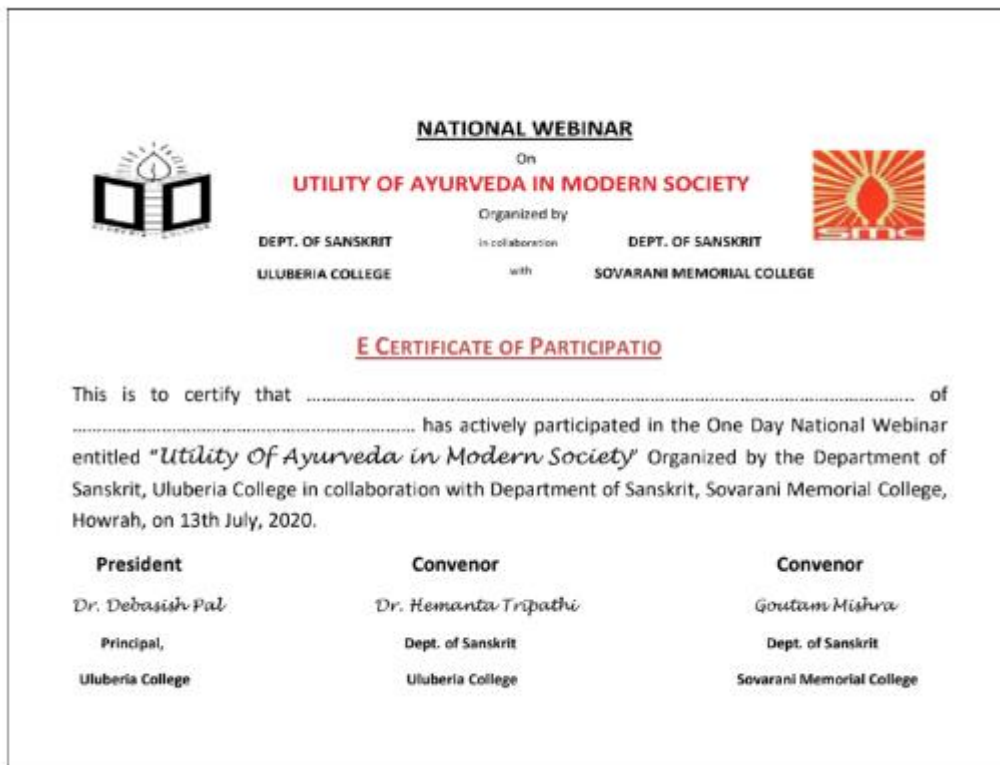 NATIONAL WEBINAR
On
UTILITY OF AYURVEDA IN MODERN SOCIETY
Organized by
DEPT. OF SANSKRIT in collaboration DEPT. OF SANSKRIT
ULUBERIA COLLEGE with SOVARANI MEMORIAL COLLEGE
ULUBERIA COLLEGE
smc
E CERTIFICATE OF PARTICIPATIO
This is to certify that ........................................................................................................ of
........................................................ has actively participated in the One Day National Webinar
entitled "Utility Of Ayurveda in Modern Society" Organized by the Department of
Sanskrit, Uluberia College in collaboration with Department of Sanskrit, Sovarani Memorial College,
Howrah, on 13th July, 2020.
President Convenor Convenor
Dr. Debasish Pal Dr. Hemanta Tripathi Goutam Mishra
Principal, Dept. of Sanskrit Dept. of Sanskrit
Uluberia College Uluberia College Sovarani Memorial College